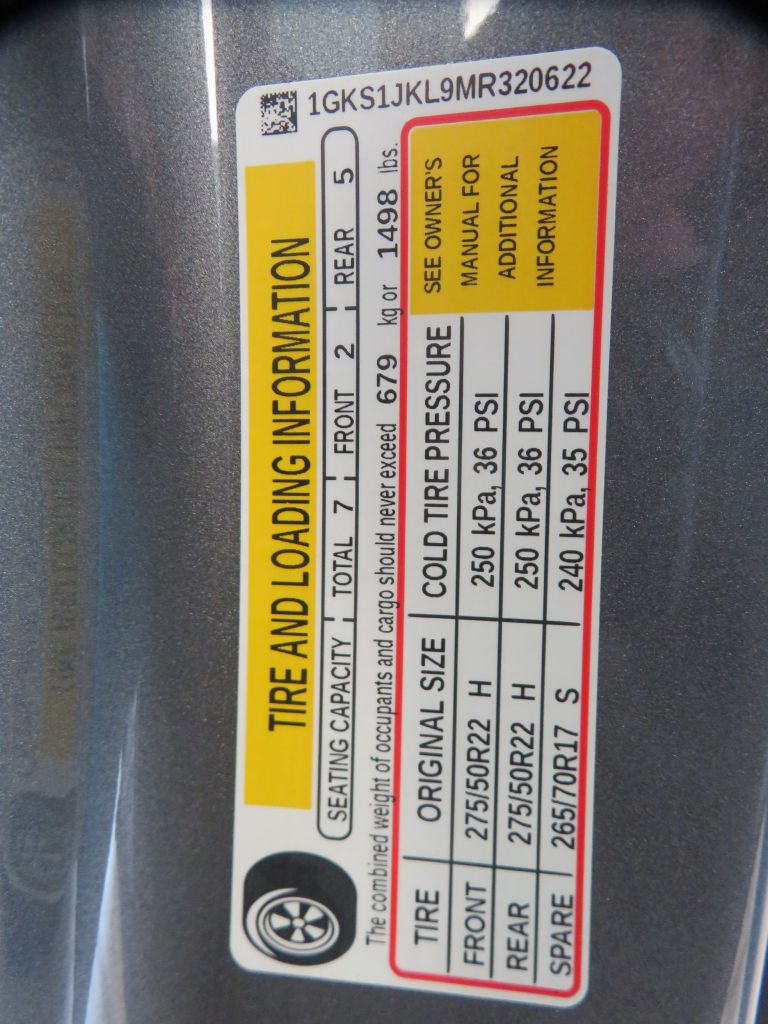 1GKS1JKL9MR320622
TIRE AND LOADING INFORMATION
SEATING CAPACITY TOTAL 7 FRONT 2 REAR 5
The combined weight of occupants and cargo should never exceed 679 kg or 1498 lbs.
TIRE ORIGINAL SIZE COLD TIRE PRESSURE
FRONT 275/50R22 H 250 kPa, 36 PSI
REAR 275/50R22 H 250 kPa, 36 PSI
SPARE 265/70R17 S 240 kPa, 35 PSI
SEE OWNER'S
MANUAL FOR
ADDITIONAL
INFORMATION